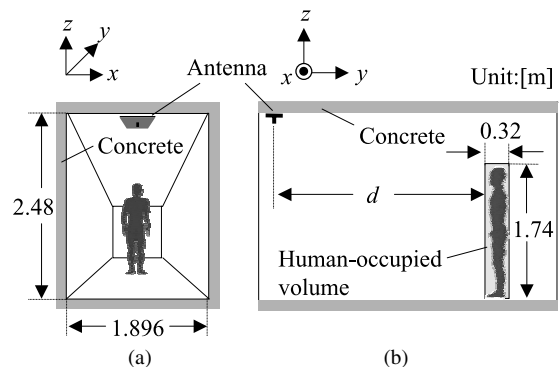 z
y
x
Antenna
Concrete
2.48
1.896
(a)
z
x
y
Unit:[m]
Concrete
0.32
d
1.74
Human-occupied
volume
(b)